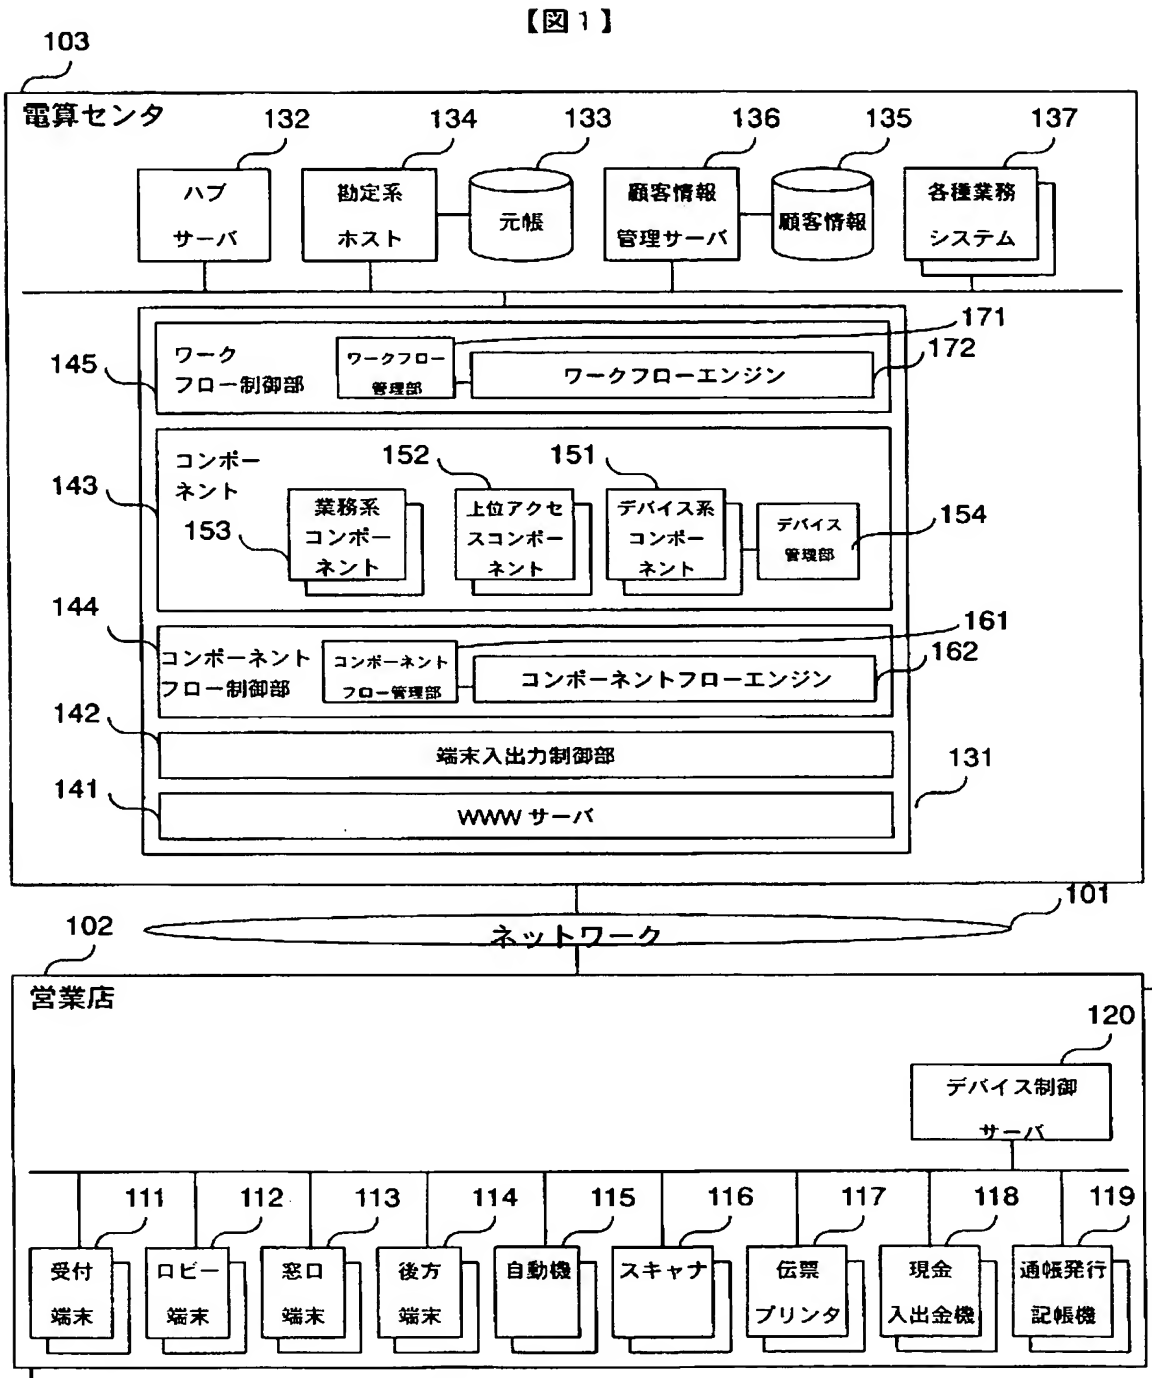 【図1】
103
電算センタ
132
134
133
136
135
137
ハブ
サーバ
勘定系
ホスト
元帳
顧客情報
管理サーバ
顧客情報
各種業務
システム
145
ワーク
フロー制御部
ワークフロー
管理部
ワークフローエンジン
171
172
143
コンポー
ネント
153
業務系
コンポー
ネント
152
上位アクセ
スコンポー
ネント
151
デバイス系
コンポー
ネント
デバイス
管理部
154
144
コンポーネント
フロー制御部
コンポーネント
フロー管理部
コンポーネントフローエンジン
161
162
142
端末入出力制御部
141
WWWサーバ
131
101
ネットワーク
102
営業店
120
デバイス制御
サーバ
111
112
113
114
115
116
117
118
119
受付
端末
ロビー
端末
窓口
端末
後方
端末
自動機
スキャナ
伝票
プリンタ
現金
入出金機
通帳発行
記帳機